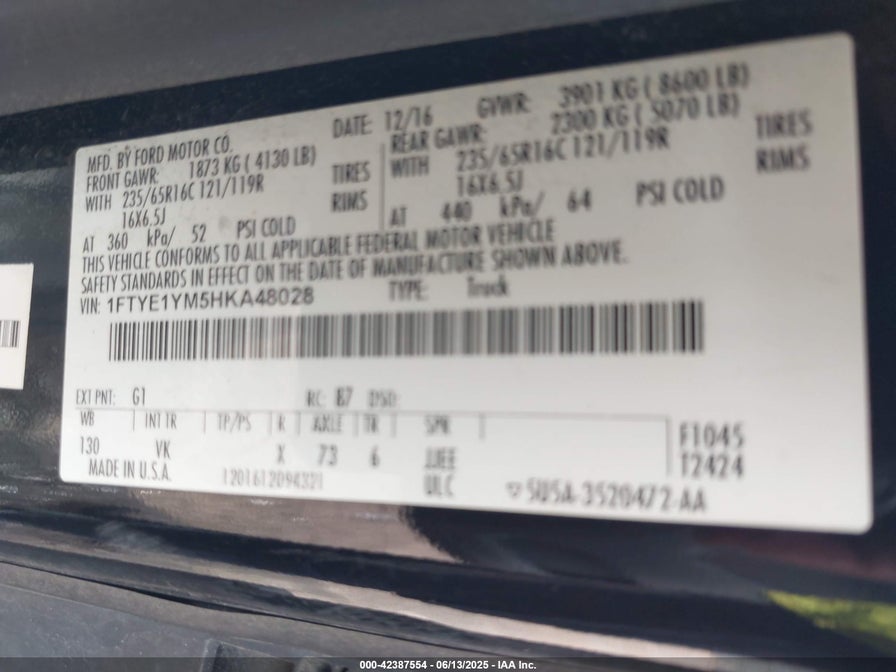 MFD. BY FORD MOTOR CO.
DATE: 12/16
GVWR: 3901 KG ( 8600 LB)
FRONT GAWR: 1873 KG ( 4130 LB)
REAR GAWR: 2300 KG ( 5070 LB)
WITH 235/65R16C 121/119R TIRES
WITH 235/65R16C 121/119R TIRES
16X6.5J RIMS
16X6.5J RIMS
AT 360 kPa/ 52 PSI COLD
AT 440 kPa/ 64 PSI COLD
THIS VEHICLE CONFORMS TO ALL APPLICABLE FEDERAL MOTOR VEHICLE
SAFETY STANDARDS IN EFFECT ON THE DATE OF MANUFACTURE SHOWN ABOVE.
VIN: 1FTYE1YM5HKA48028 TYPE: Truck
EXT PNT: G1 RC: 87 DSO:
WB INT TR TP/PS R AXLE TR SPR
130 VK X 73 6 JJEE
F1045
12424
MADE IN U.S.A. 1201612094321 ULC
5U5A-3520472-AA
000-42387554 - 06/13/2025 - IAA Inc.